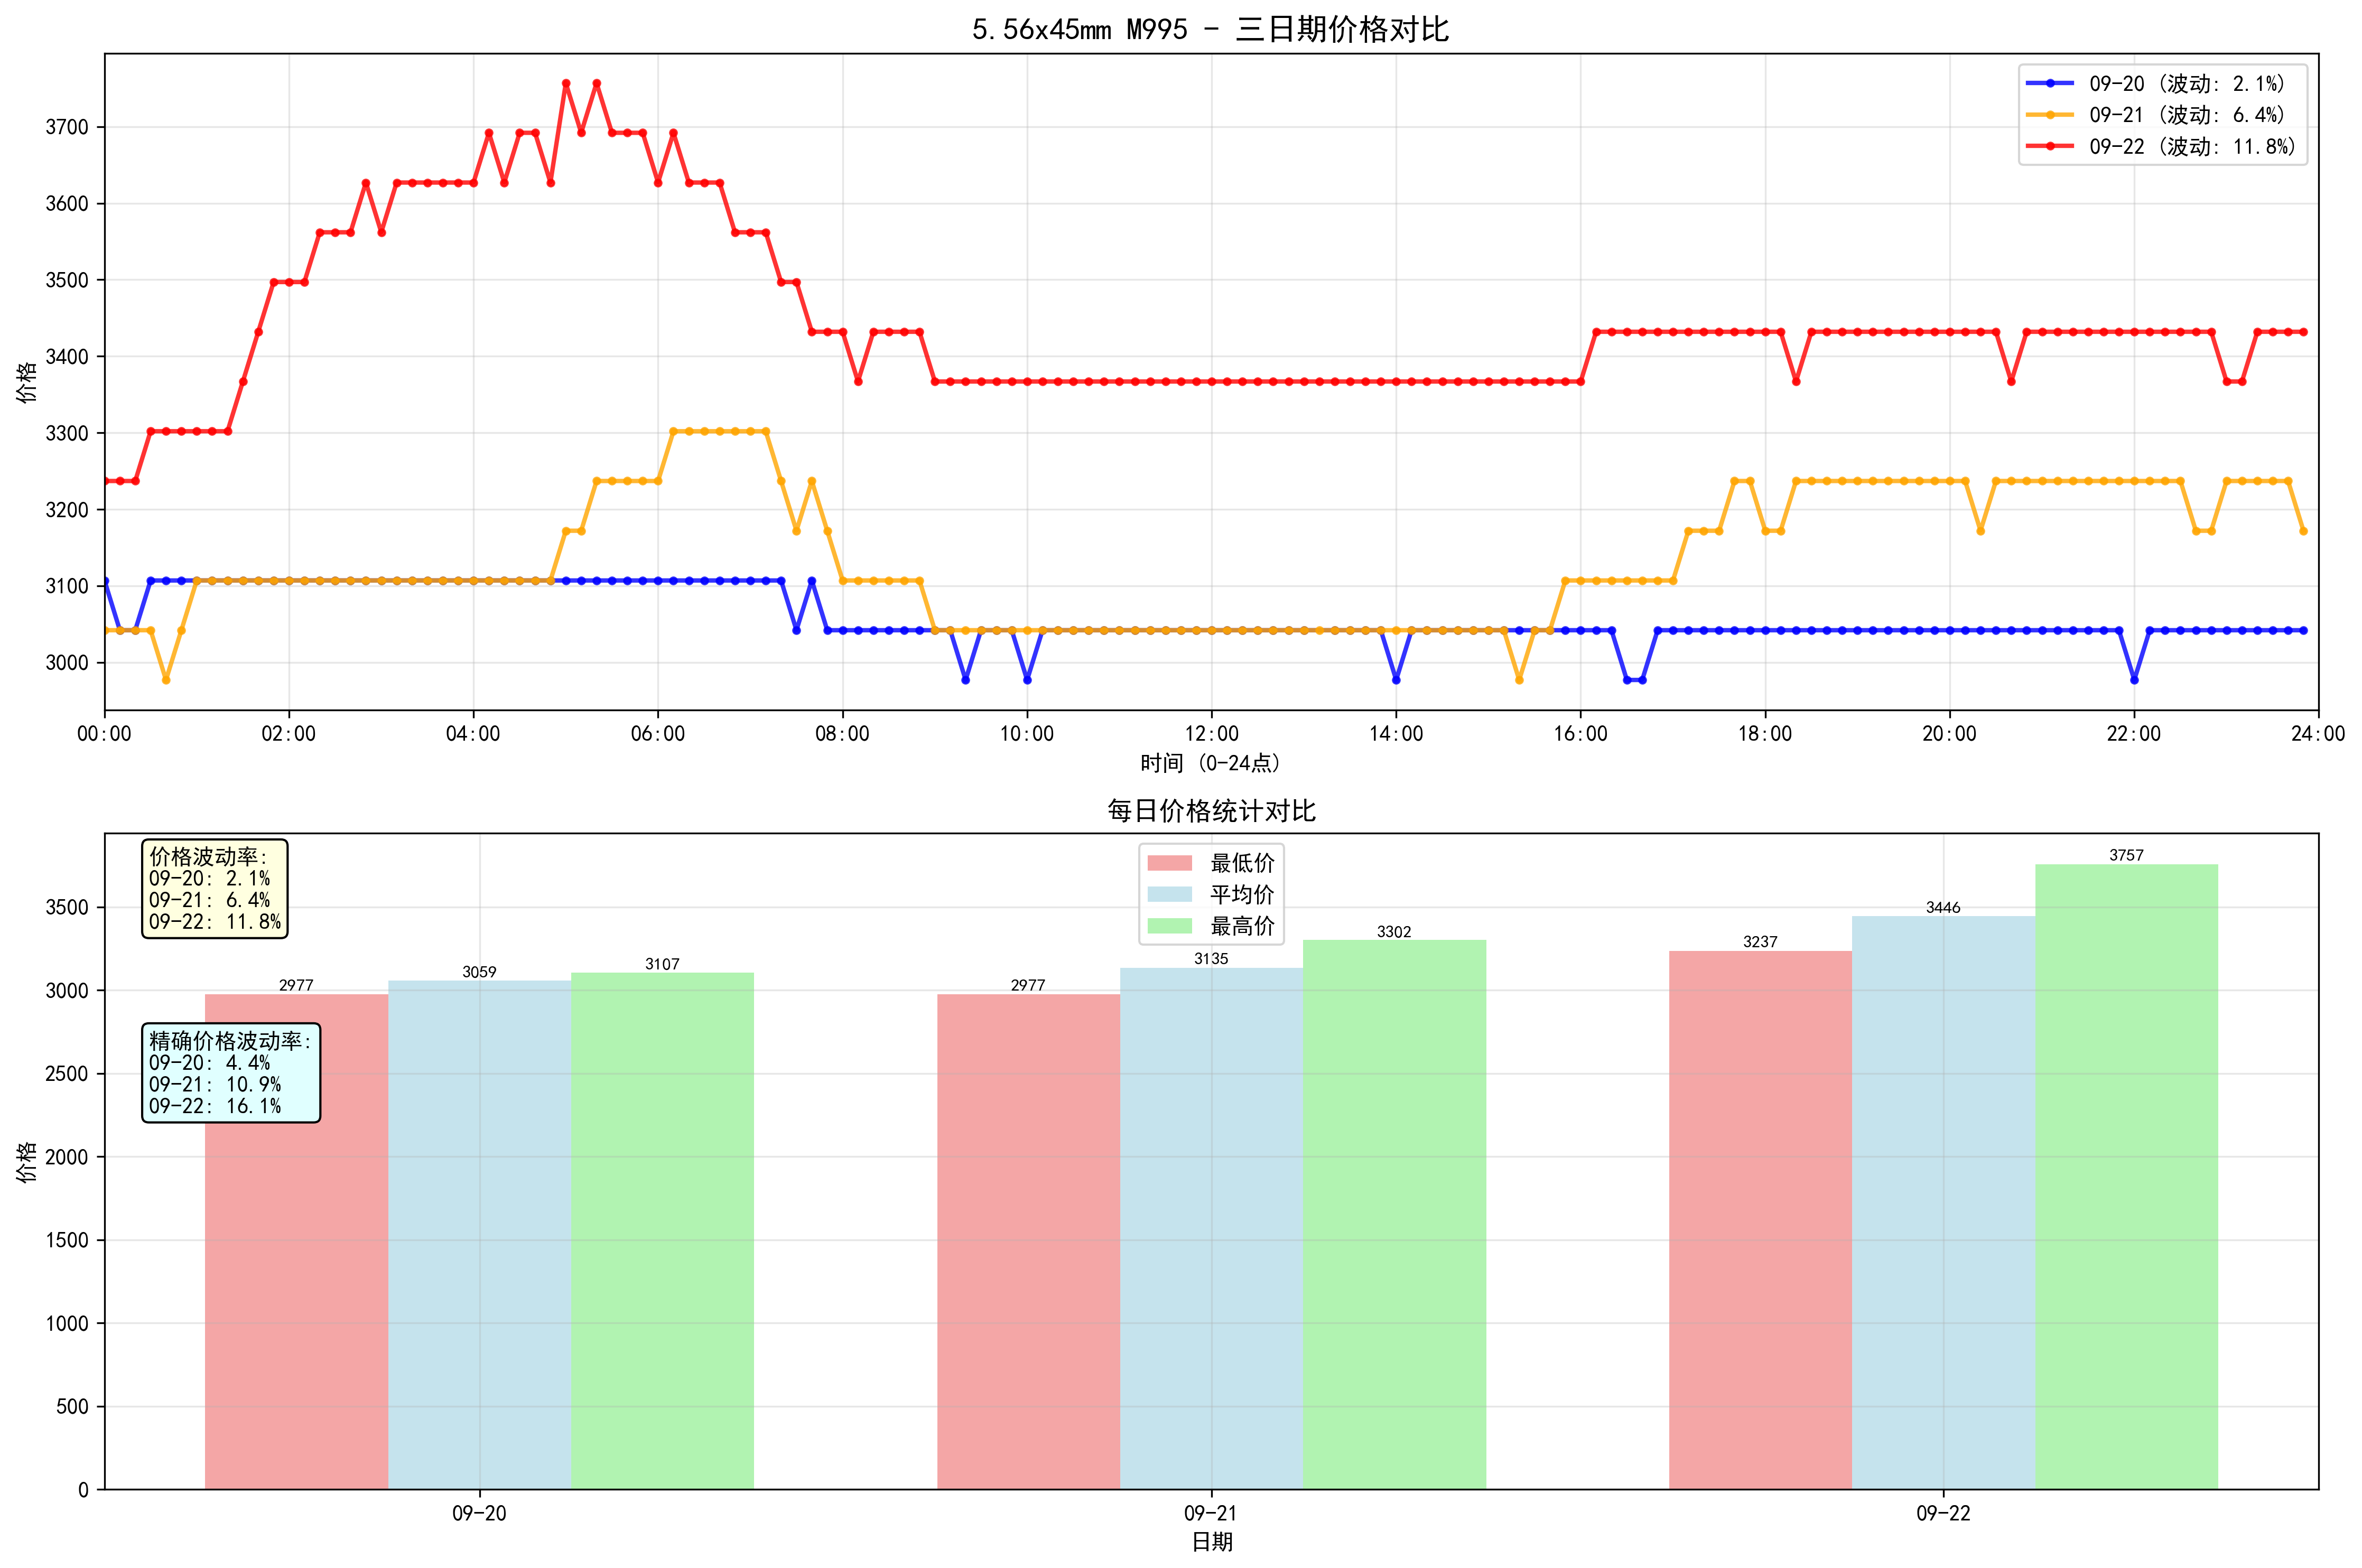 5.56x45mm M995 - 三日期价格对比
09-20 (波动: 2.1%)
09-21 (波动: 6.4%)
09-22 (波动: 11.8%)
价格
3700
3600
3500
3400
3300
3200
3100
3000
00:00 02:00 04:00 06:00 08:00 10:00 12:00 14:00 16:00 18:00 20:00 22:00 24:00
时间 (0-24点)
每日价格统计对比
价格波动率:
09-20: 2.1%
09-21: 6.4%
09-22: 11.8%
精确价格波动率:
09-20: 4.4%
09-21: 10.9%
09-22: 16.1%
最低价
平均价
最高价
2977 3059 3107 2977 3135 3302 3237 3446 3757
价格
3500
3000
2500
2000
1500
1000
500
0
09-20 09-21 09-22
日期